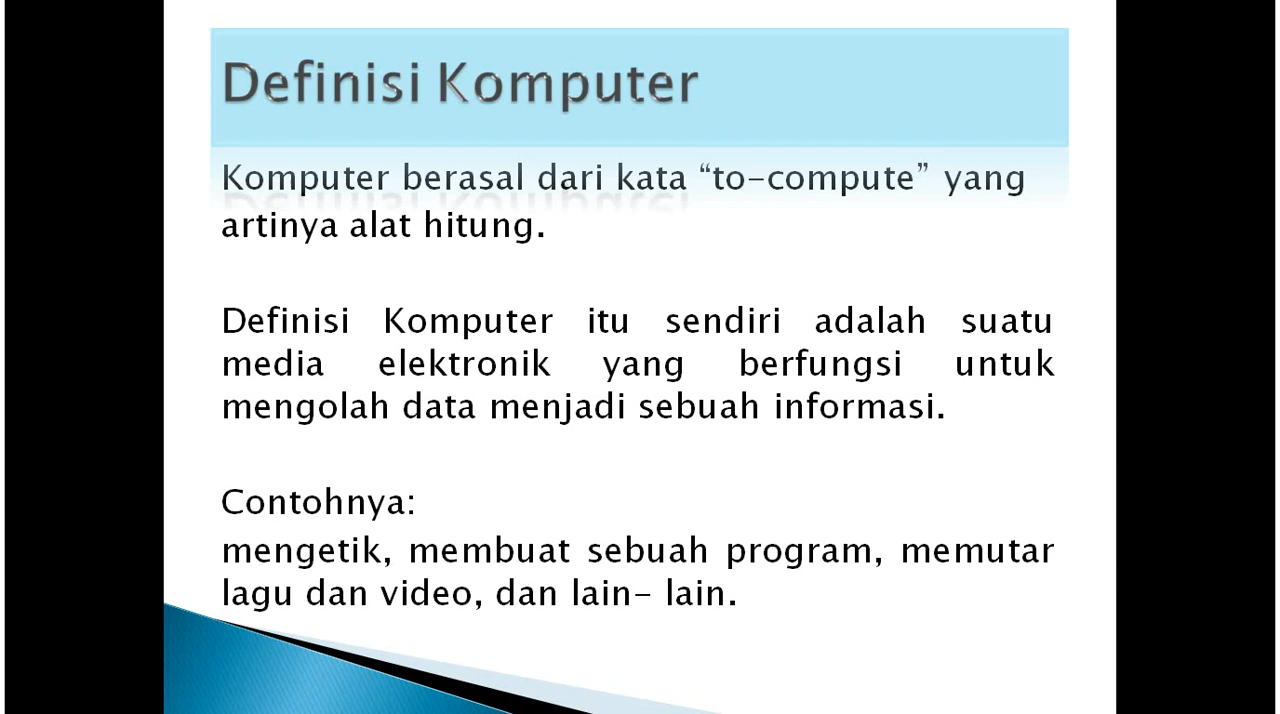 Definisi Komputer
Komputer berasal dari kata “to-compute” yang
artinya alat hitung.
Definisi Komputer itu sendiri adalah suatu
media elektronik yang berfungsi untuk
mengolah data menjadi sebuah informasi.
Contohnya:
mengetik, membuat sebuah program, memutar
lagu dan video, dan lain- lain.